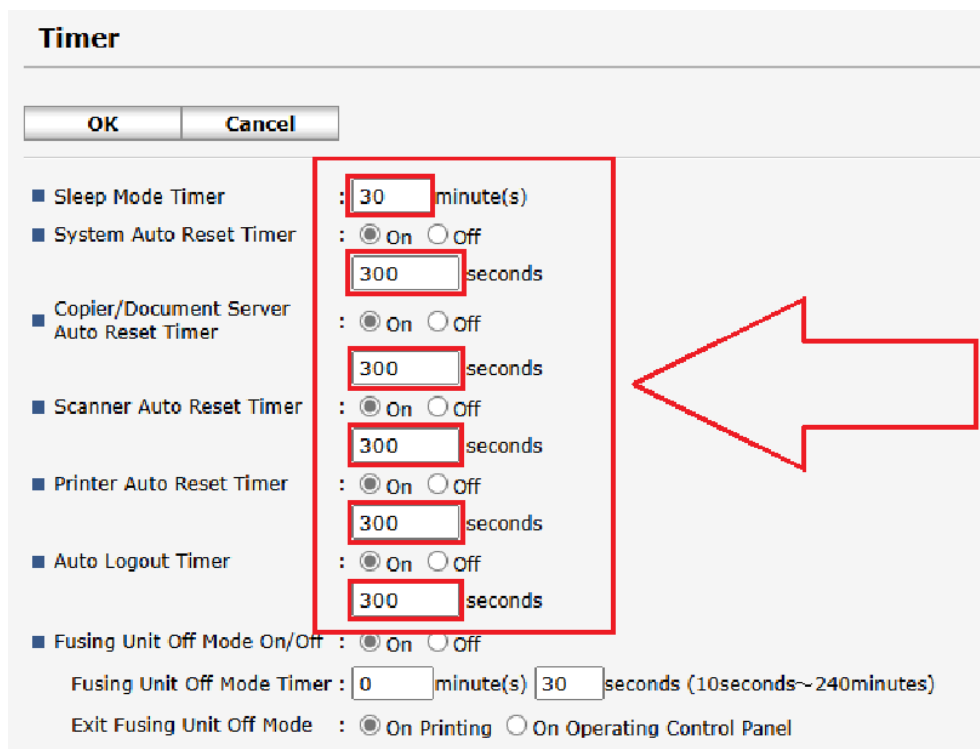 Timer
OK Cancel
Sleep Mode Timer : 30 minute(s)
System Auto Reset Timer : On Off
300 seconds
Copier/Document Server
Auto Reset Timer : On Off
300 seconds
Scanner Auto Reset Timer : On Off
300 seconds
Printer Auto Reset Timer : On Off
300 seconds
Auto Logout Timer : On Off
300 seconds
Fusing Unit Off Mode On/Off : On Off
Fusing Unit Off Mode Timer : 0 minute(s) 30 seconds (10seconds~240minutes)
Exit Fusing Unit Off Mode : On Printing On Operating Control Panel